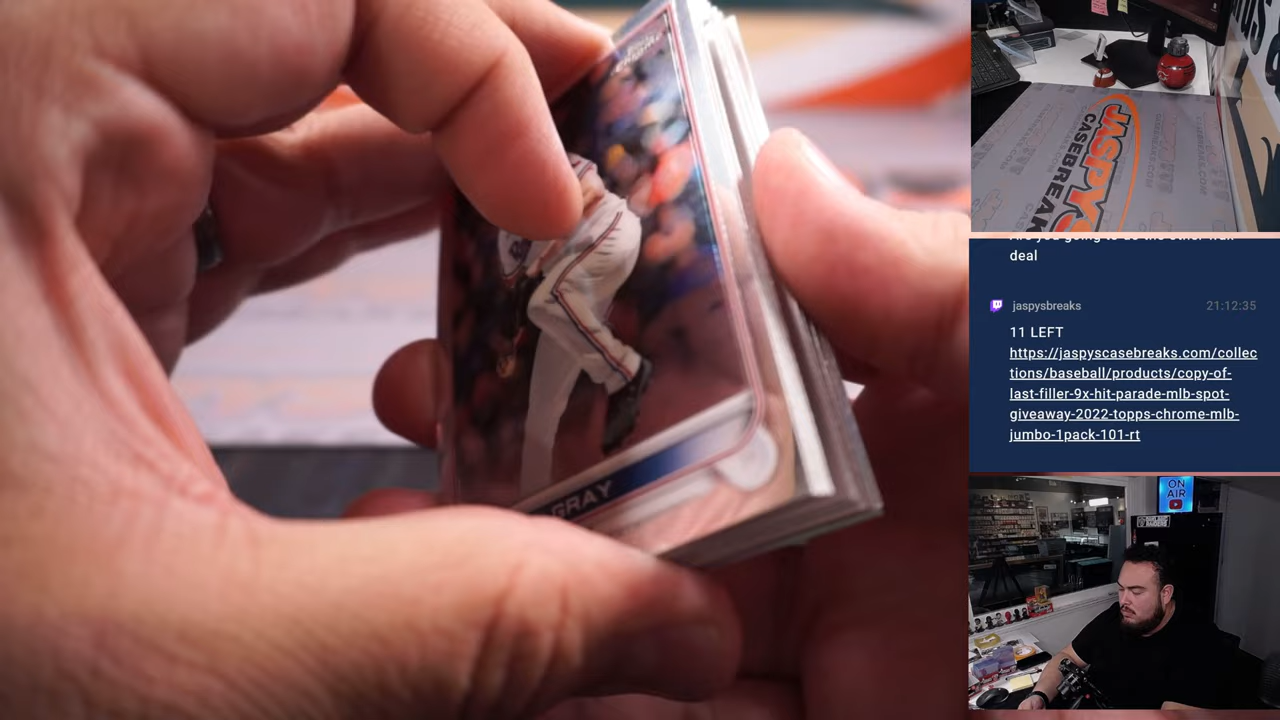 GRAY
JASPYS
CASEBREAK
ON
AIR
deal
jaspysbreaks 21:12:35
11 LEFT
https://jaspyscasebreaks.com/collec
tions/baseball/products/copy-of-
last-filler-9x-hit-parade-mlb-spot-
giveaway-2022-topps-chrome-mlb-
jumbo-1pack-101-rt